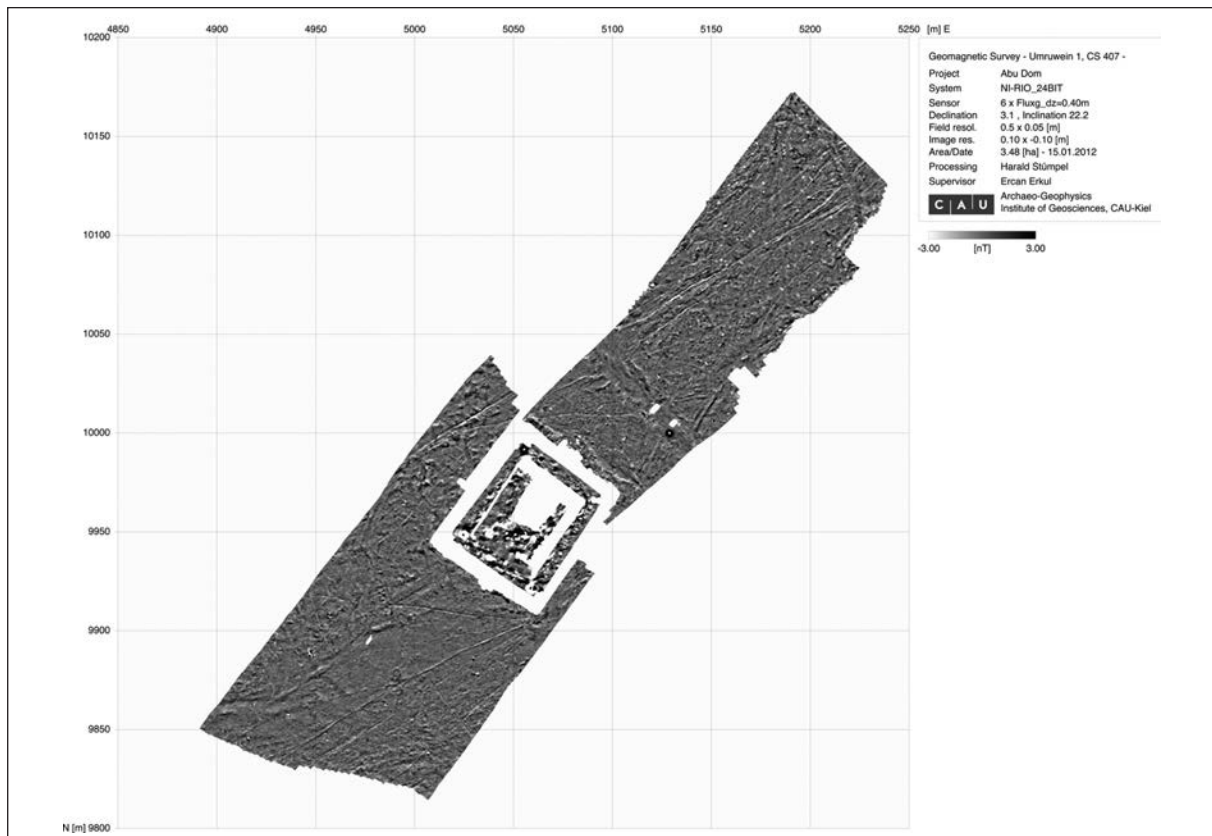 4850 4900 4950 5000 5050 5100 5150 5200 5250 [m] E
10200
10150
10100
10050
10000
9950
9900
9850
N [m] 9800
Geomagnetic Survey - Umruwein 1, CS 407 -
Project Abu Dom
System NI-RIO_24BIT
Sensor 6 x Fluxg_dz=0.40m
Declination 3.1 , Inclination 22.2
Field resol. 0.5 x 0.05 [m]
Image res. 0.10 x -0.10 [m]
Area/Date 3.48 [ha] - 15.01.2012
Processing Harald Stümpel
Supervisor Ercan Erkul
C A U
Archaeo-Geophysics
Institute of Geosciences, CAU-Kiel
-3.00 [nT] 3.00